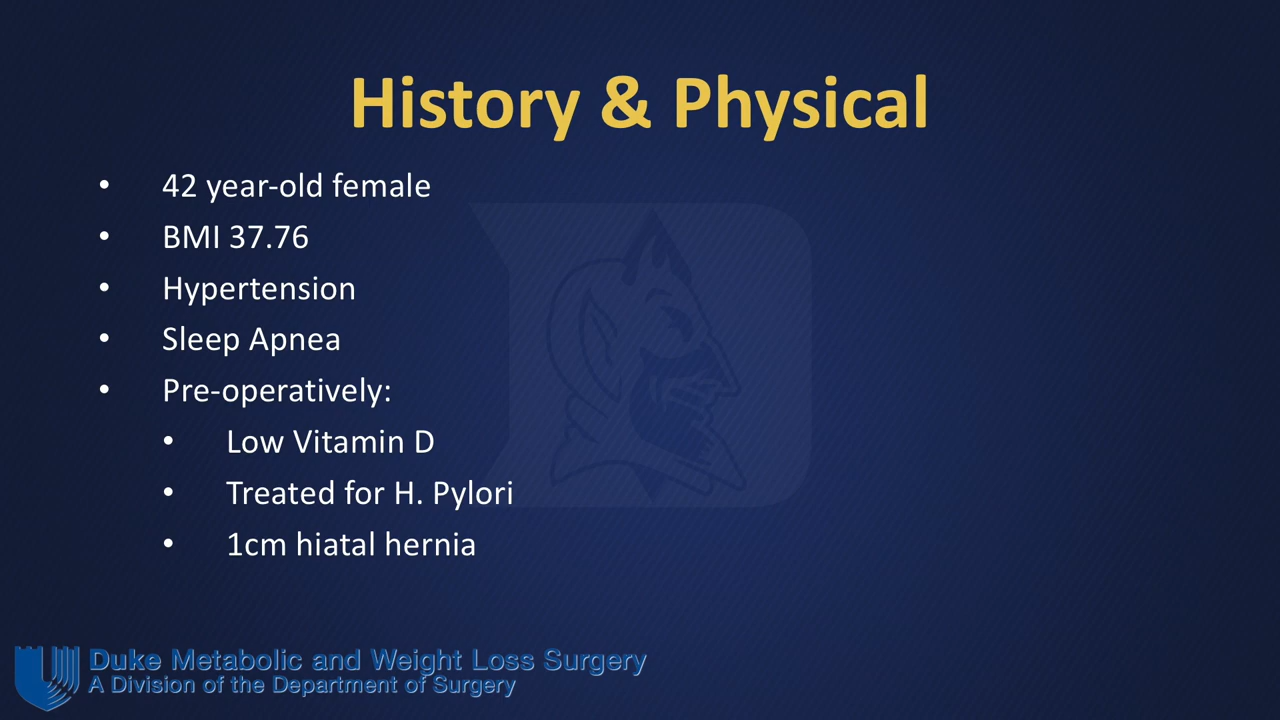 History & Physical
• 42 year-old female
• BMI 37.76
• Hypertension
• Sleep Apnea
• Pre-operatively:
• Low Vitamin D
• Treated for H. Pylori
• 1cm hiatal hernia
Duke Metabolic and Weight Loss Surgery
A Division of the Department of Surgery